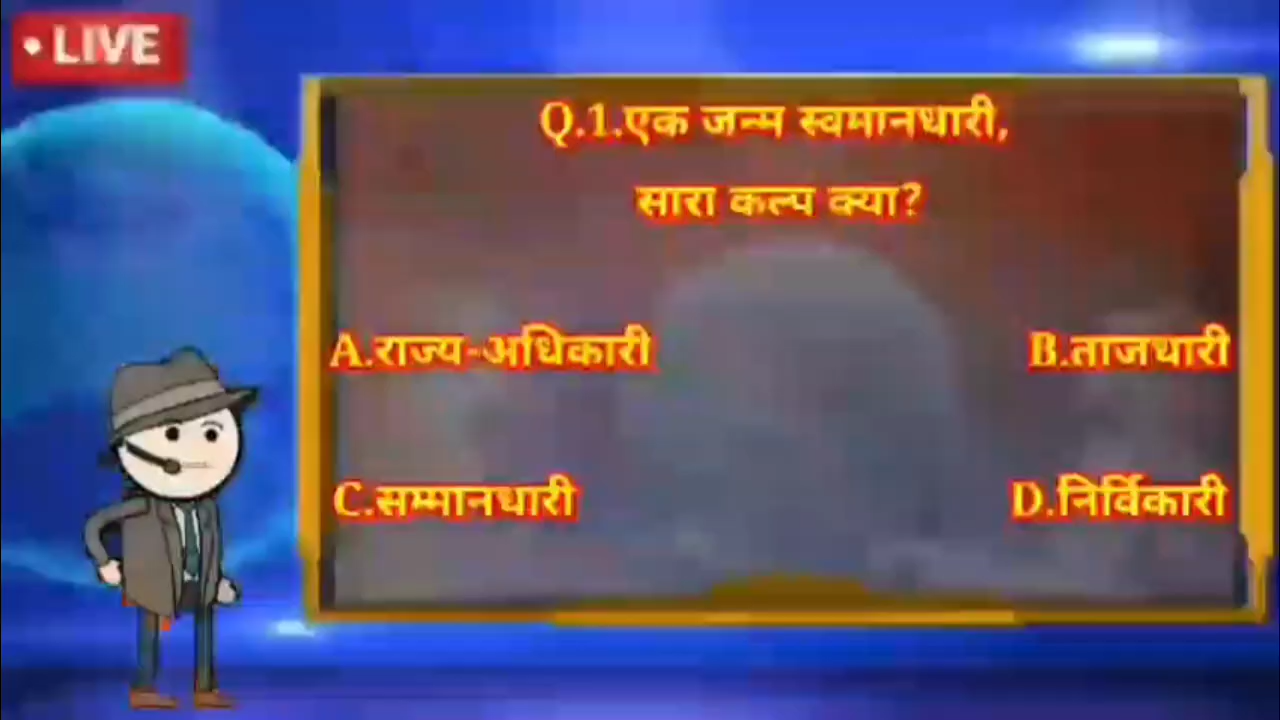 • LIVE
Q.1.एक जन्म स्वमानधारी,
सारा कल्प क्या?
A.राज्य-अधिकारी
B.ताजधारी
C.सम्मानधारी
D.निर्विकारी